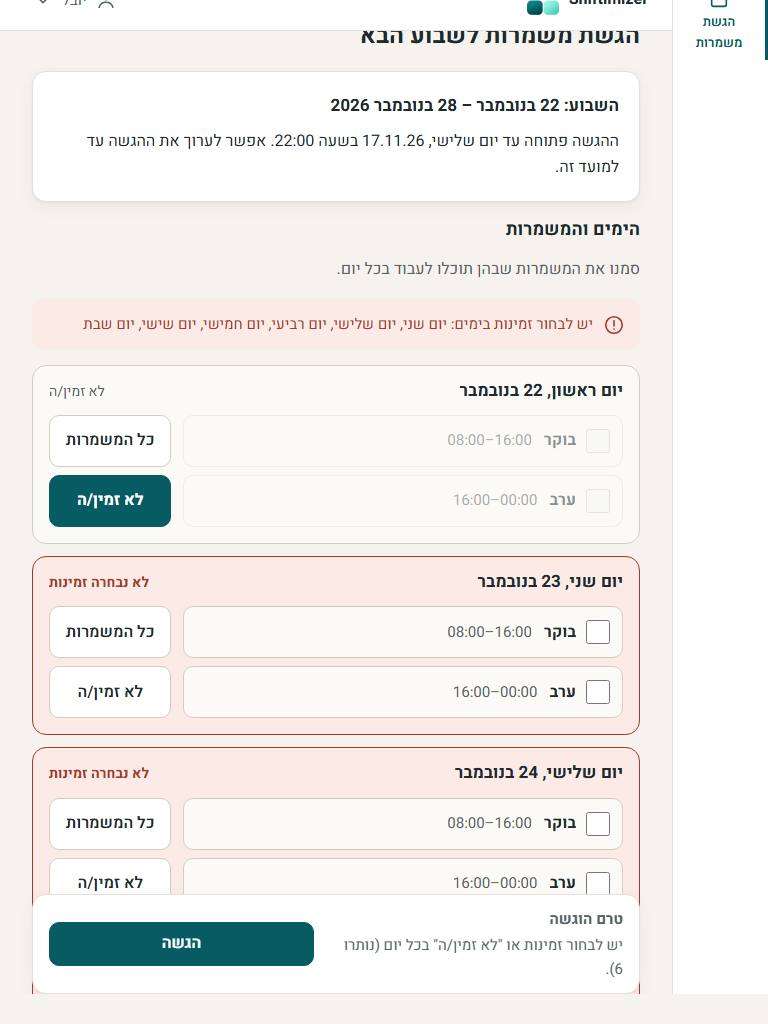 יובל
Shiftimizer
הגשת
משמרות
הגשת משמרות לשבוע הבא
השבוע: 22 בנובמבר – 28 בנובמבר 2026
ההגשה פתוחה עד יום שלישי, 17.11.26 בשעה 22:00. אפשר לערוך את ההגשה עד
למועד זה.
הימים והמשמרות
סמנו את המשמרות שבהן תוכלו לעבוד בכל יום.
יש לבחור זמינות בימים: יום שני, יום שלישי, יום רביעי, יום חמישי, יום שישי, יום שבת
יום ראשון, 22 בנובמבר
לא זמין/ה
בוקר 08:00–16:00
כל המשמרות
ערב 16:00–00:00
לא זמין/ה
יום שני, 23 בנובמבר
לא נבחרה זמינות
בוקר 08:00–16:00
כל המשמרות
ערב 16:00–00:00
לא זמין/ה
יום שלישי, 24 בנובמבר
לא נבחרה זמינות
בוקר 08:00–16:00
כל המשמרות
ערב 16:00–00:00
לא זמין/ה
טרם הוגשה
יש לבחור זמינות או "לא זמין/ה" בכל יום (נותרו
6).
הגשה